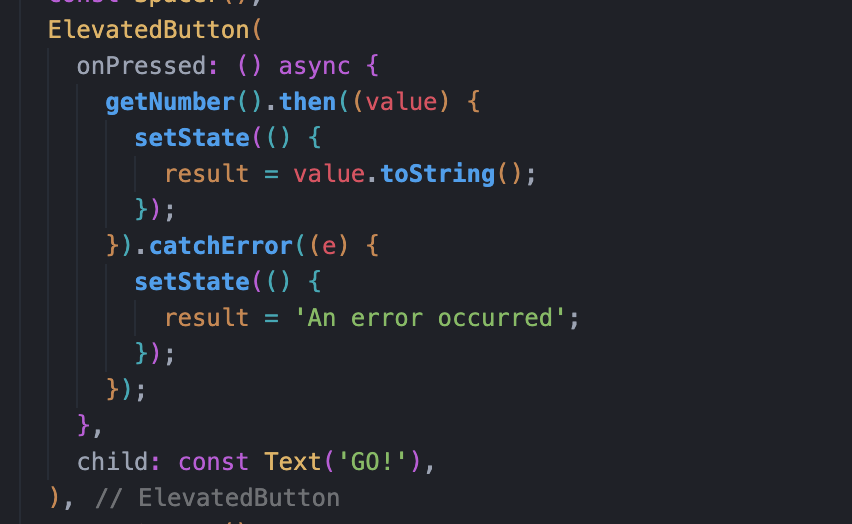 const Spacer(),
ElevatedButton(
  onPressed: () async {
    getNumber().then((value) {
      setState(() {
        result = value.toString();
      });
    }).catchError((e) {
      setState(() {
        result = 'An error occurred';
      });
    });
  },
  child: const Text('GO!'),
), // ElevatedButton